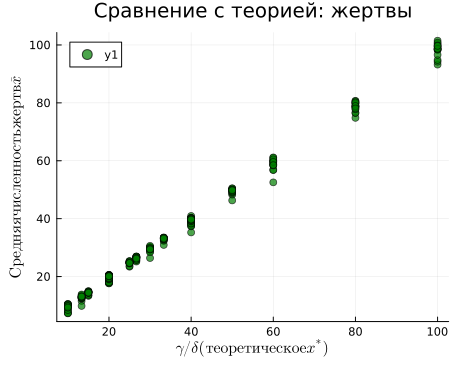 Сравнение с теорией: жертвы
y1
Средняячисленностьжертвx̄
100
80
60
40
20
20
40
60
80
100
γ/δ(теоретическоеx*)